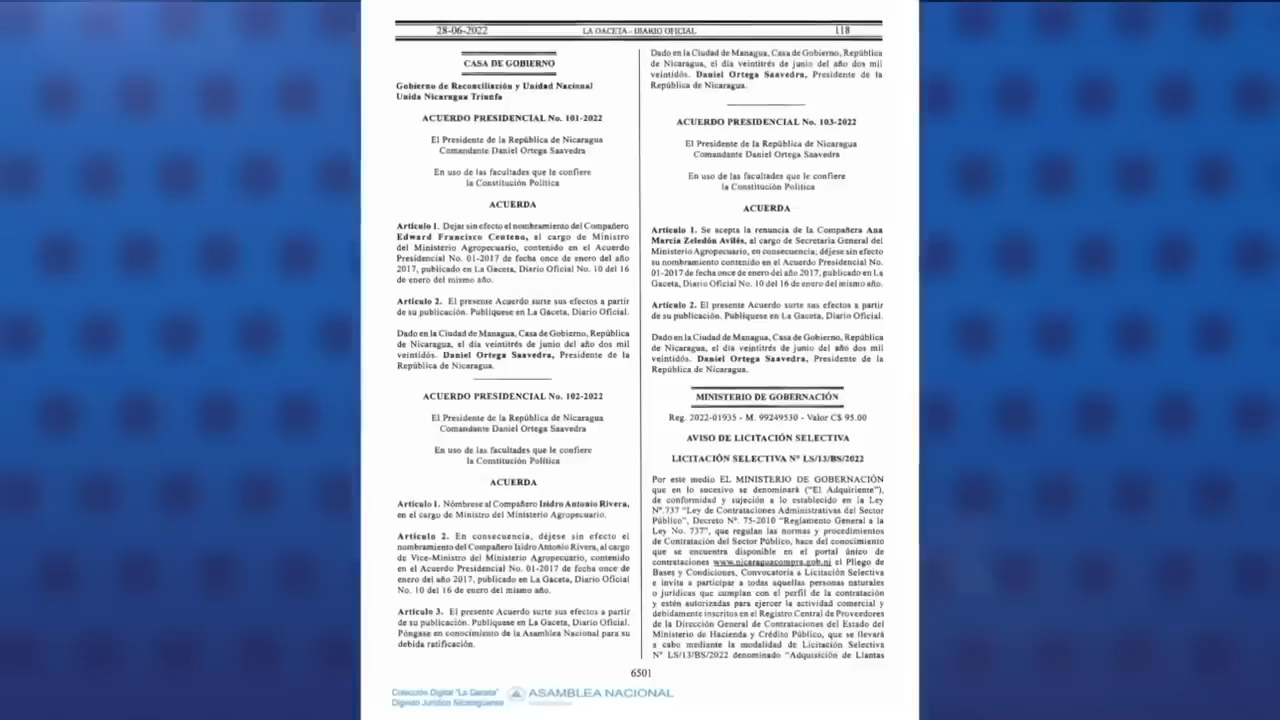 28-06-2022 LA GACETA - DIARIO OFICIAL 118
CASA DE GOBIERNO
Gobierno de Reconciliación y Unidad Nacional
Unida Nicaragua Triunfa
ACUERDO PRESIDENCIAL No. 101-2022
El Presidente de la República de Nicaragua
Comandante Daniel Ortega Saavedra
En uso de las facultades que le confiere
la Constitución Política
ACUERDA
Artículo 1. Dejar sin efecto el nombramiento del Compañero
Edward Francisco Centeno, al cargo de Ministro
del Ministerio Agropecuario, contenido en el Acuerdo
Presidencial No. 01-2017 de fecha once de enero del año
2017, publicado en La Gaceta, Diario Oficial No. 10 del 16
de enero del mismo año.
Artículo 2. El presente Acuerdo surte sus efectos a partir
de su publicación. Publíquese en La Gaceta, Diario Oficial.
Dado en la Ciudad de Managua, Casa de Gobierno, República
de Nicaragua, el día veintitrés de junio del año dos mil
veintidós. Daniel Ortega Saavedra, Presidente de la
República de Nicaragua.
ACUERDO PRESIDENCIAL No. 102-2022
El Presidente de la República de Nicaragua
Comandante Daniel Ortega Saavedra
En uso de las facultades que le confiere
la Constitución Política
ACUERDA
Artículo 1. Nómbrese al Compañero Isidro Antonio Rivera,
en el cargo de Ministro del Ministerio Agropecuario.
Artículo 2. En consecuencia, déjese sin efecto el
nombramiento del Compañero Isidro Antonio Rivera, al cargo
de Vice-Ministro del Ministerio Agropecuario, contenido
en el Acuerdo Presidencial No. 01-2017 de fecha once de
enero del año 2017, publicado en La Gaceta, Diario Oficial
No. 10 del 16 de enero del mismo año.
Artículo 3. El presente Acuerdo surte sus efectos a partir
de su publicación. Publíquese en La Gaceta, Diario Oficial.
Póngase en conocimiento de la Asamblea Nacional para su
debida ratificación.
Dado en la Ciudad de Managua, Casa de Gobierno, República
de Nicaragua, el día veintitrés de junio del año dos mil
veintidós. Daniel Ortega Saavedra, Presidente de la
República de Nicaragua.
ACUERDO PRESIDENCIAL No. 103-2022
El Presidente de la República de Nicaragua
Comandante Daniel Ortega Saavedra
En uso de las facultades que le confiere
la Constitución Política
ACUERDA
Artículo 1. Se acepta la renuncia de la Compañera Ana
Marcia Zeledón Avilés, al cargo de Secretaria General del
Ministerio Agropecuario, en consecuencia; déjese sin efecto
su nombramiento contenido en el Acuerdo Presidencial No.
01-2017 de fecha once de enero del año 2017, publicado en La
Gaceta, Diario Oficial No. 10 del 16 de enero del mismo año.
Artículo 2. El presente Acuerdo surte sus efectos a partir
de su publicación. Publíquese en La Gaceta, Diario Oficial.
Dado en la Ciudad de Managua, Casa de Gobierno, República
de Nicaragua, el día veintitrés de junio del año dos mil
veintidós. Daniel Ortega Saavedra, Presidente de la
República de Nicaragua.
MINISTERIO DE GOBERNACIÓN
Reg. 2022-01935 - M. 99249530 - Valor C$ 95.00
AVISO DE LICITACIÓN SELECTIVA
LICITACIÓN SELECTIVA N° LS/13/BS/2022
Por este medio EL MINISTERIO DE GOBERNACIÓN
que en lo sucesivo se denominará ("El Adquiriente"),
de conformidad y sujeción a lo establecido en la Ley
N°.737 "Ley de Contrataciones Administrativas del Sector
Público", Decreto N°. 75-2010 "Reglamento General a la
Ley No. 737", que regulan las normas y procedimientos
de Contratación del Sector Público, hace del conocimiento
que se encuentra disponible en el portal único de
contrataciones www.nicaraguacompra.gob.ni el Pliego de
Bases y Condiciones, Convocatoria a Licitación Selectiva
e invita a participar a todas aquellas personas naturales
o jurídicas que cumplan con el perfil de la contratación
y estén autorizadas para ejercer la actividad comercial y
debidamente inscritos en el Registro Central de Proveedores
de la Dirección General de Contrataciones del Estado del
Ministerio de Hacienda y Crédito Público, que se llevará
a cabo mediante la modalidad de Licitación Selectiva
N° LS/13/BS/2022 denominado "Adquisición de Llantas
6501
Colección Digital "La Gaceta"
Digesto Jurídico Nicaragüense
ASAMBLEA NACIONAL